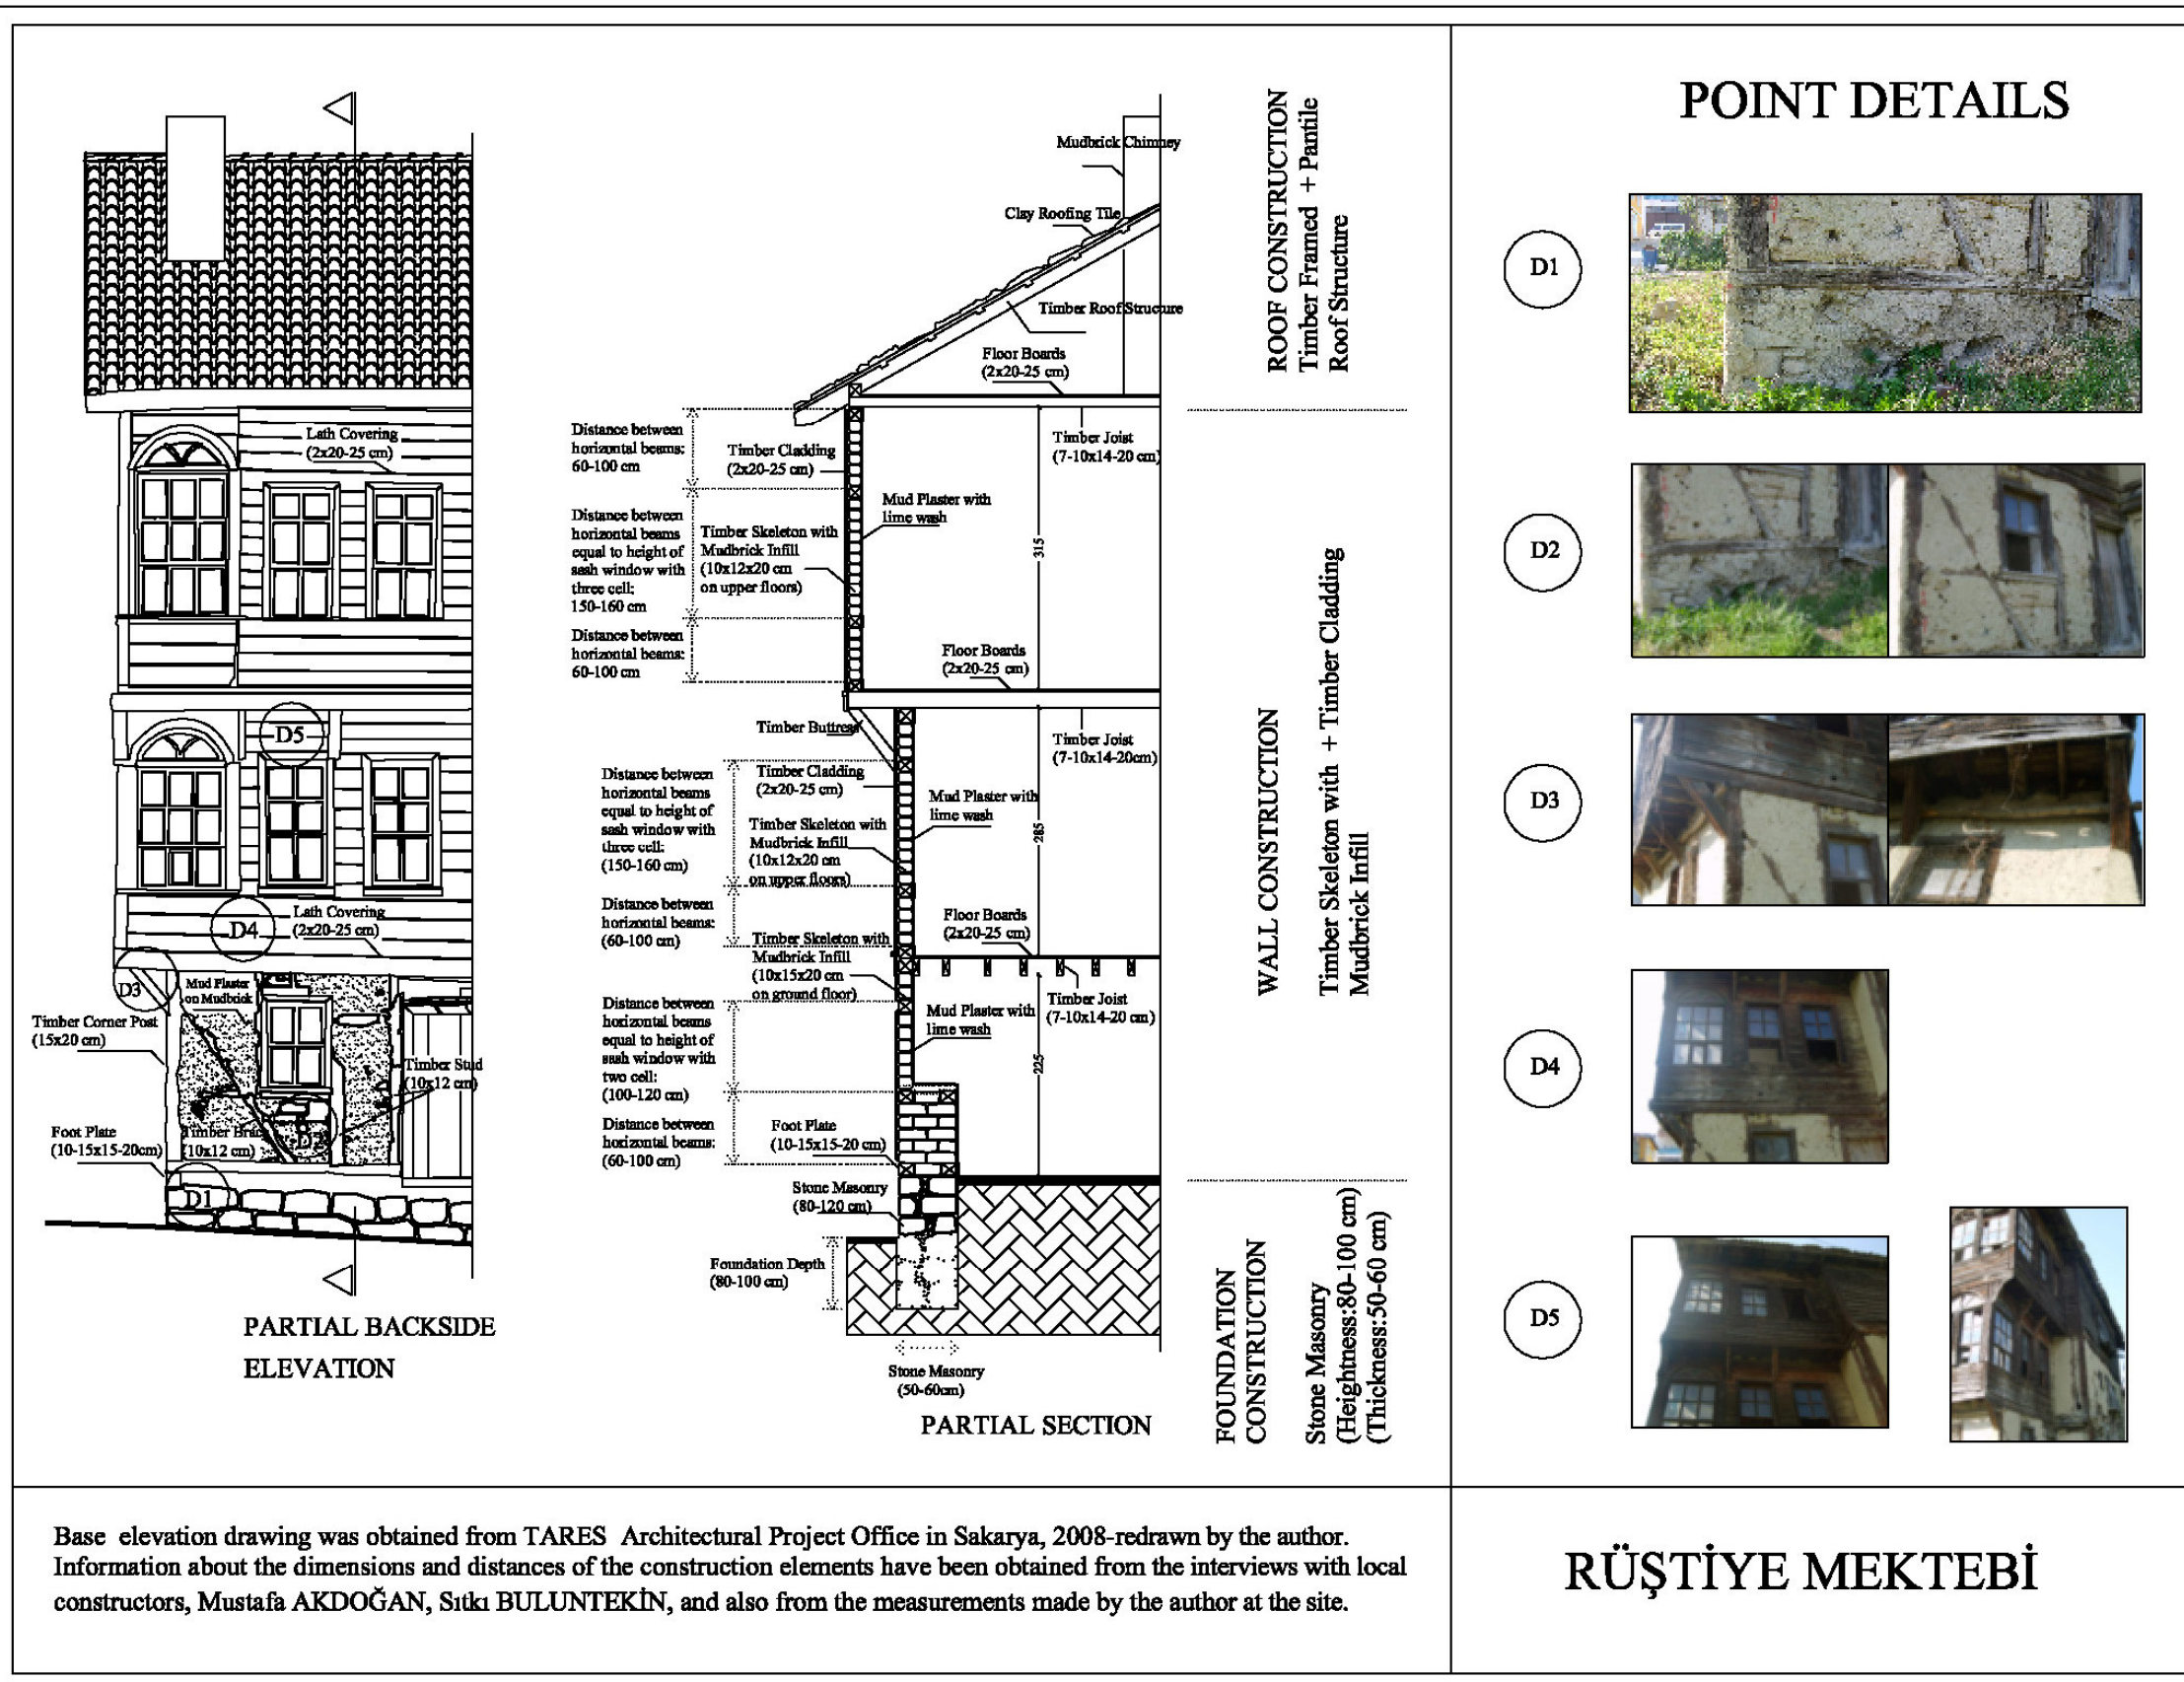 Lath Covering
(2x20-25 cm)
D5
D4
Lath Covering
(2x20-25 cm)
D3
Mud Plaster
on Mudbrick
Timber Corner Post
(15x20 cm)
Timber Stud
(10x12 cm)
Foot Plate
(10-15x15-20cm)
(10x12 cm)
D1
PARTIAL BACKSIDE
ELEVATION
Mudbrick Chimney
Clay Roofing Tile
Timber Roof Structure
Floor Boards
(2x20-25 cm)
Distance between
horizontal beams:
60-100 cm
Timber Cladding
(2x20-25 cm)
Timber Joist
(7-10x14-20 cm)
Mud Plaster with
lime wash
Distance between
horizontal beams
equal to height of
sash window with
three cell:
150-160 cm
Timber Skeleton with
Mudbrick Infill
(10x12x20 cm
on upper floors)
315
Distance between
horizontal beams:
60-100 cm
Floor Boards
(2x20-25 cm)
Timber Buttress
Timber Joist
(7-10x14-20cm)
Distance between
horizontal beams
equal to height of
sash window with
three cell:
(150-160 cm)
Timber Cladding
(2x20-25 cm)
Mud Plaster with
lime wash
Timber Skeleton with
Mudbrick Infill
(10x12x20 cm
on upper floors)
285
Distance between
horizontal beams:
(60-100 cm)
Floor Boards
(2x20-25 cm)
Timber Skeleton with
Mudbrick Infill
(10x15x20 cm
on ground floor)
Mud Plaster with
lime wash
Timber Joist
(7-10x14-20 cm)
Distance between
horizontal beams
equal to height of
sash window with
two cell:
(100-120 cm)
225
Distance between
horizontal beams:
(60-100 cm)
Foot Plate
(10-15x15-20 cm)
Stone Masonry
(80-120 cm)
Foundation Depth
(80-100 cm)
Stone Masonry
(50-60cm)
PARTIAL SECTION
ROOF CONSTRUCTION
Timber Framed + Pantile
Roof Structure
WALL CONSTRUCTION
Timber Skeleton with + Timber Cladding
Mudbrick Infill
FOUNDATION
CONSTRUCTION
Stone Masonry
(Heightness:80-100 cm)
(Thickness:50-60 cm)
POINT DETAILS
D1
D2
D3
D4
D5
Base elevation drawing was obtained from TARES Architectural Project Office in Sakarya, 2008-redrawn by the author.
Information about the dimensions and distances of the construction elements have been obtained from the interviews with local
constructors, Mustafa AKDOĞAN, Sıtkı BULUNTEKİN, and also from the measurements made by the author at the site.
RÜŞTİYE MEKTEBİ